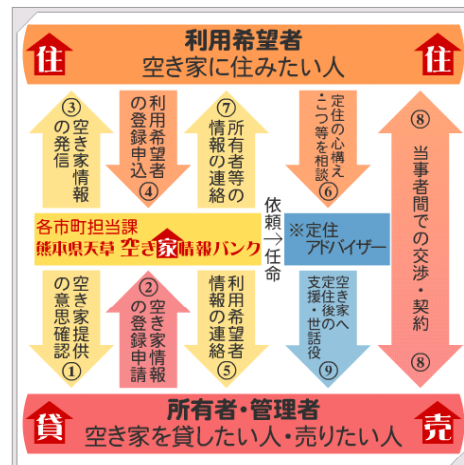 利用希望者
空き家に住みたい人
住
住
③
空き家情報
の発信
利用希望者
の登録申込
④
⑦
所有者等の
情報の連絡
定住の心構え
・こつ等を相談
⑥
⑧
当事者間での交渉・契約
⑧
各市町担当課
熊本県天草 空き家情報バンク
依頼→任命
※定住
アドバイザー
空き家提供
の意思確認
①
②
空き家情報
の登録申請
利用希望者
情報の連絡
⑤
空き家へ
定住後の
支援・世話役
⑨
所有者・管理者
空き家を貸したい人・売りたい人
貸
売